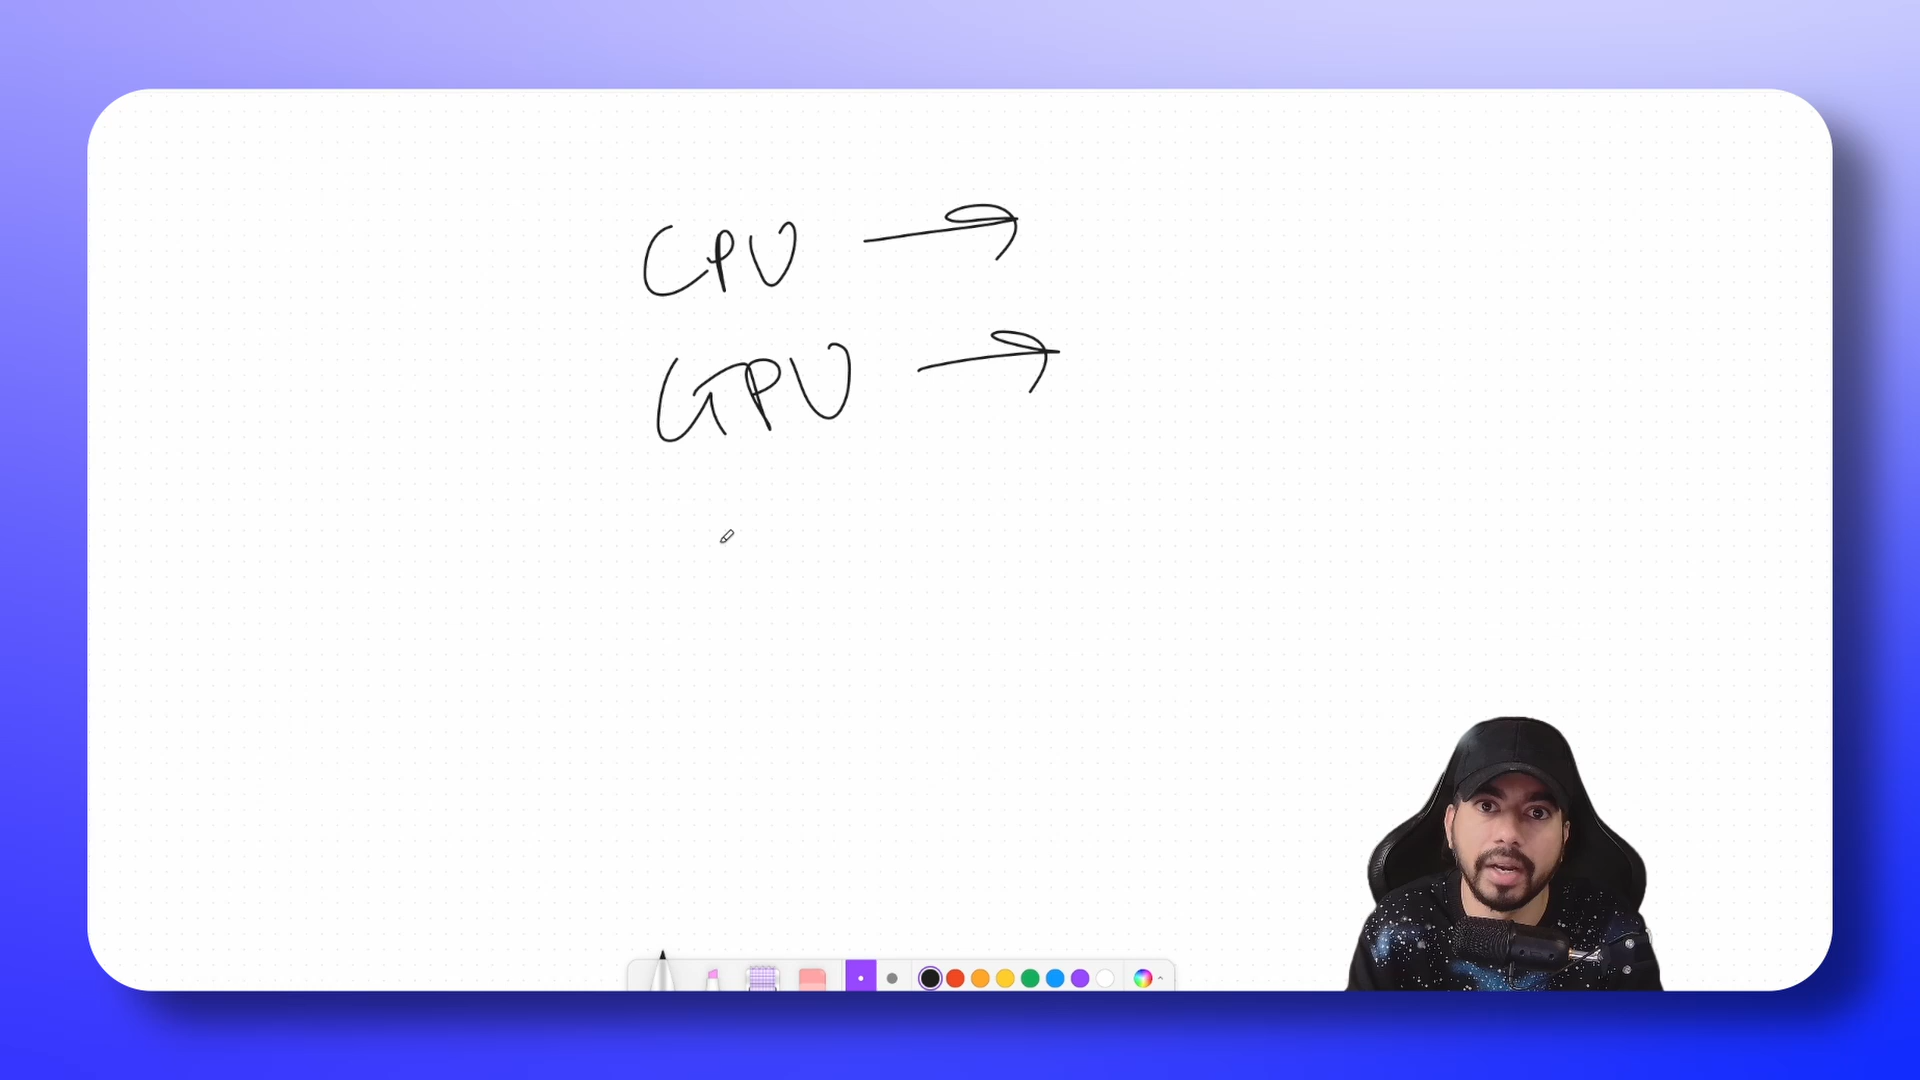 CPU →
GPU →